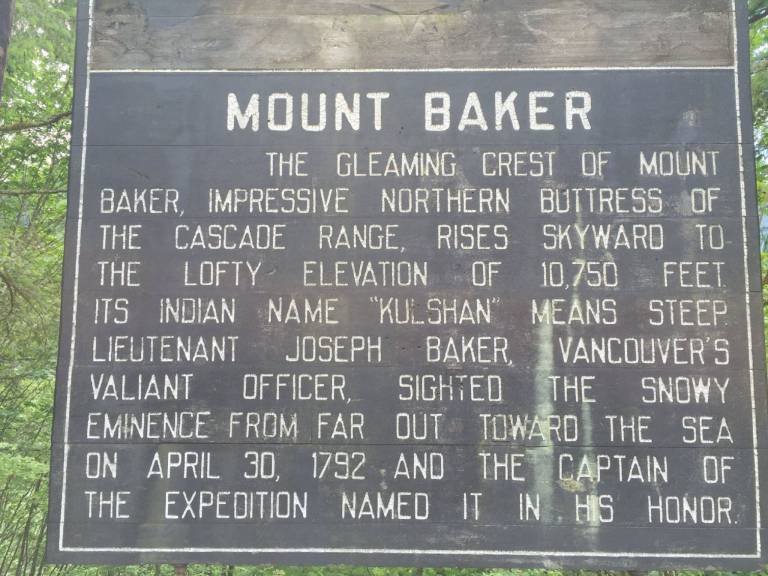 MOUNT BAKER
THE GLEAMING CREST OF MOUNT
BAKER, IMPRESSIVE NORTHERN BUTTRESS OF
THE CASCADE RANGE, RISES SKYWARD TO
THE LOFTY ELEVATION OF 10,750 FEET.
ITS INDIAN NAME "KULSHAN" MEANS STEEP
LIEUTENANT JOSEPH BAKER, VANCOUVER'S
VALIANT OFFICER, SIGHTED THE SNOWY
EMINENCE FROM FAR OUT TOWARD THE SEA
ON APRIL 30, 1792 AND THE CAPTAIN OF
THE EXPEDITION NAMED IT IN HIS HONOR.